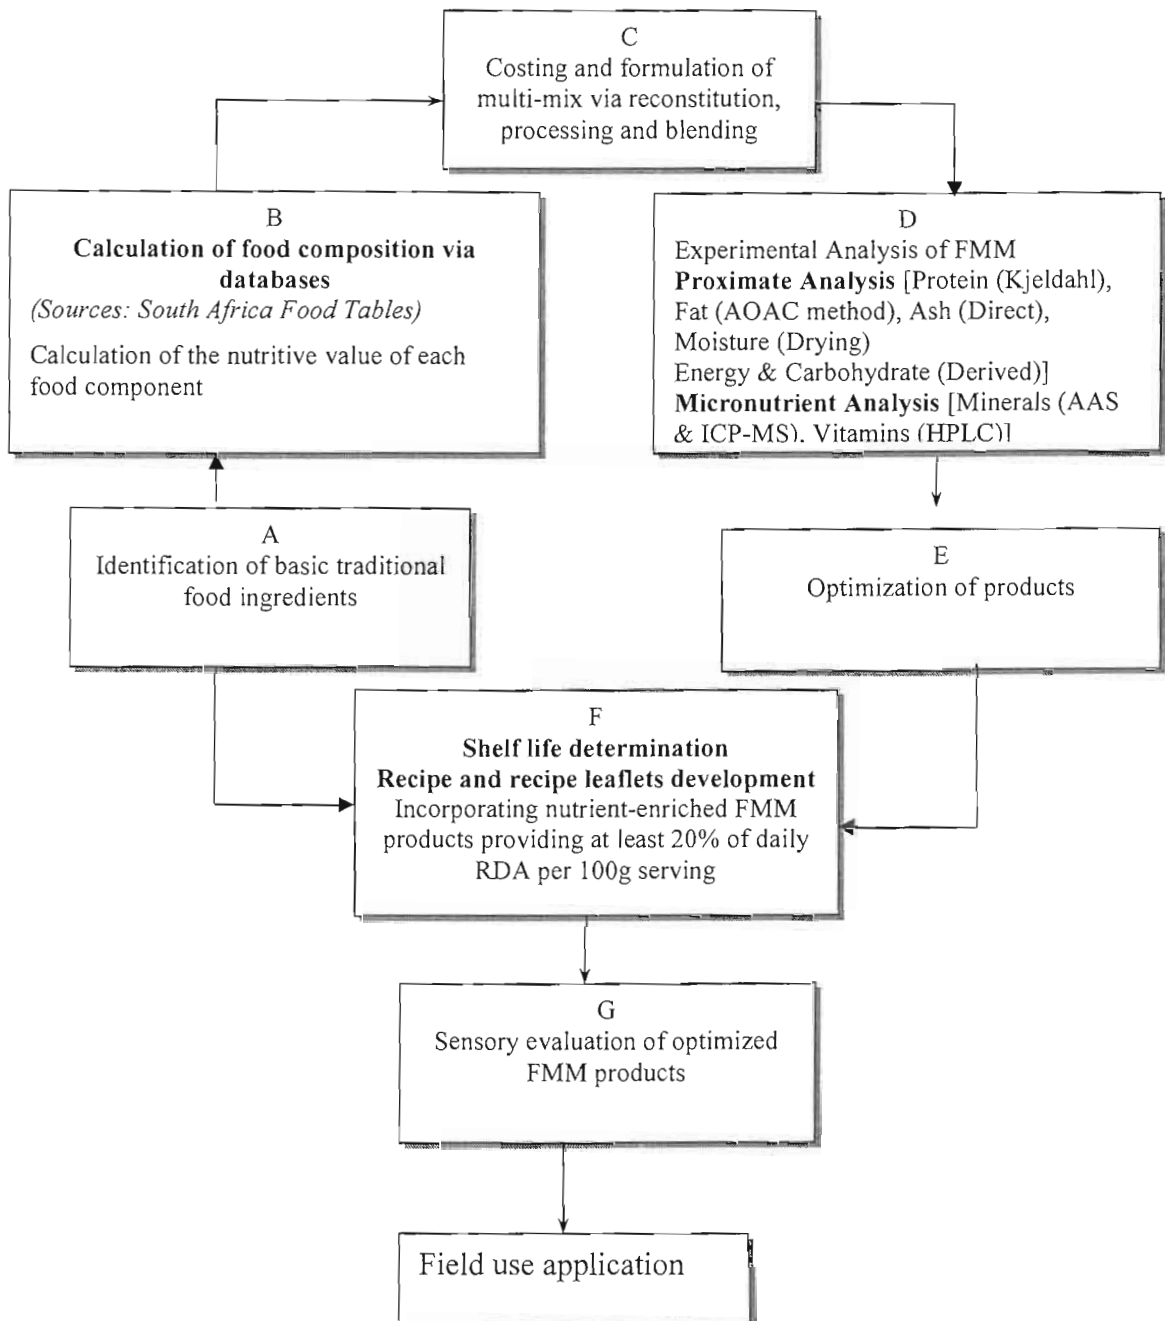 C
Costing and formulation of
multi-mix via reconstitution,
processing and blending
B
Calculation of food composition via
databases
(Sources: South Africa Food Tables)
Calculation of the nutritive value of each
food component
D
Experimental Analysis of FMM
Proximate Analysis [Protein (Kjeldahl),
Fat (AOAC method), Ash (Direct),
Moisture (Drying)
Energy & Carbohydrate (Derived)]
Micronutrient Analysis [Minerals (AAS
& ICP-MS), Vitamins (HPLC)]
A
Identification of basic traditional
food ingredients
E
Optimization of products
F
Shelf life determination
Recipe and recipe leaflets development
Incorporating nutrient-enriched FMM
products providing at least 20% of daily
RDA per 100g serving
G
Sensory evaluation of optimized
FMM products
Field use application